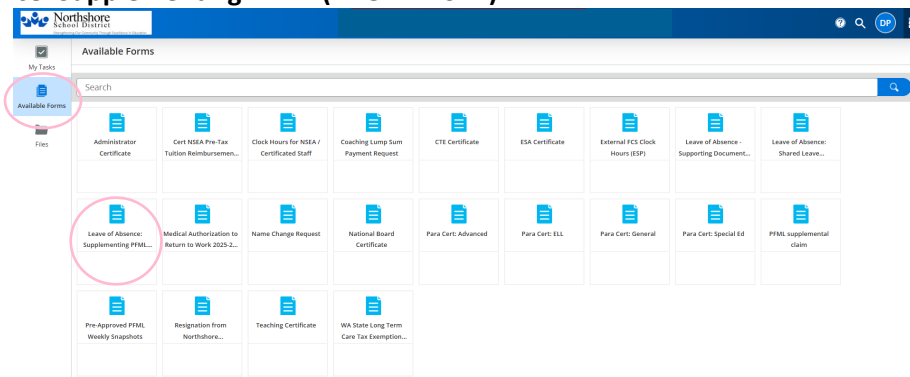 Northshore
School District
DP
Available Forms
My Tasks
Search
Available Forms
Files
Administrator
Certificate
Cert NSEA Pre-Tax
Tuition Reimbursemen...
Clock Hours for NSEA /
Certificated Staff
Coaching Lump Sum
Payment Request
CTE Certificate
ESA Certificate
External FCS Clock
Hours (ESP)
Leave of Absence -
Supporting Document...
Leave of Absence:
Shared Leave...
Leave of Absence:
Supplementing PFML...
Medical Authorization to
Return to Work 2025-2...
Name Change Request
National Board
Certificate
Para Cert: Advanced
Para Cert: ELL
Para Cert: General
Para Cert: Special Ed
PFML supplemental
claim
Pre-Approved PFML
Weekly Snapshots
Resignation from
Northshore...
Teaching Certificate
WA State Long Term
Care Tax Exemption...